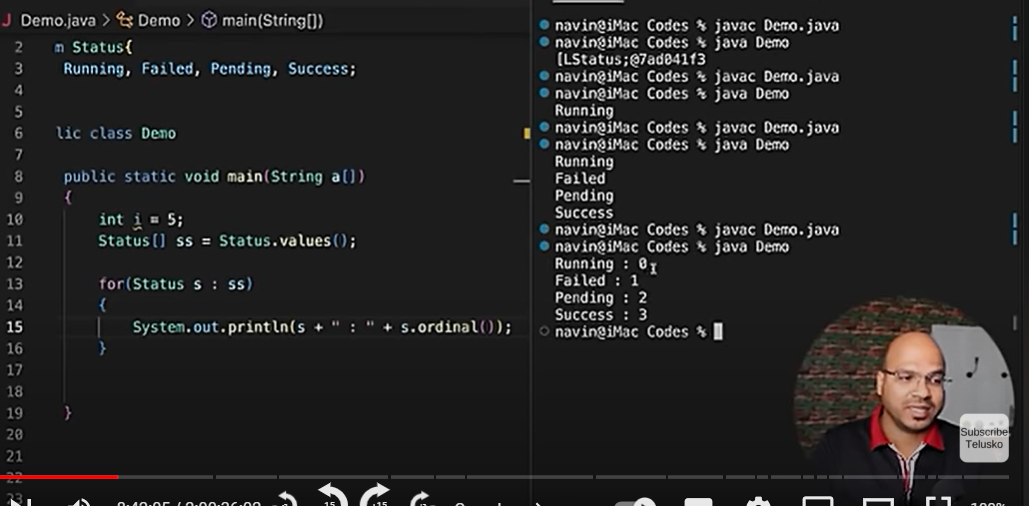 Demo.java > Demo > main(String[])
2 m Status{
3 Running, Failed, Pending, Success;
4
5
6 lic class Demo
7
8 public static void main(String a[])
9 {
10 int i = 5;
11 Status[] ss = Status.values();
12
13 for(Status s : ss)
14 {
15 System.out.println(s + " : " + s.ordinal());
16 }
17
18
19 }
20
21
navin@iMac Codes % javac Demo.java
navin@iMac Codes % java Demo
[LStatus;@7ad041f3
navin@iMac Codes % javac Demo.java
navin@iMac Codes % java Demo
Running
navin@iMac Codes % javac Demo.java
navin@iMac Codes % java Demo
Running
Failed
Pending
Success
navin@iMac Codes % javac Demo.java
navin@iMac Codes % java Demo
Running : 0
Failed : 1
Pending : 2
Success : 3
navin@iMac Codes %
Subscribe
Telusko